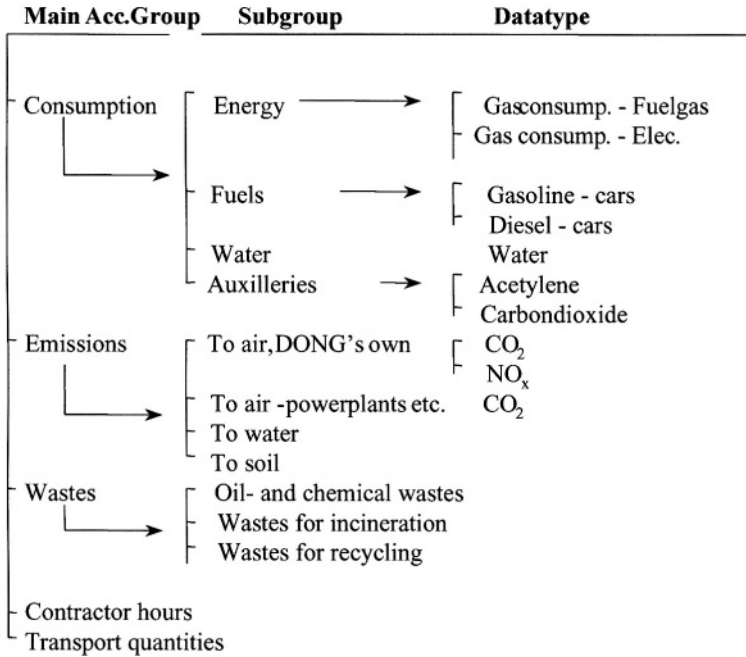 Main Acc.Group Subgroup Datatype
Consumption Energy Gasconsump. - Fuelgas
Gas consump. - Elec.
Fuels Gasoline - cars
Diesel - cars
Water Water
Auxilleries Acetylene
Carbondioxide
Emissions To air,DONG's own CO₂
NOₓ
To air -powerplants etc. CO₂
To water
To soil
Wastes Oil- and chemical wastes
Wastes for incineration
Wastes for recycling
Contractor hours
Transport quantities